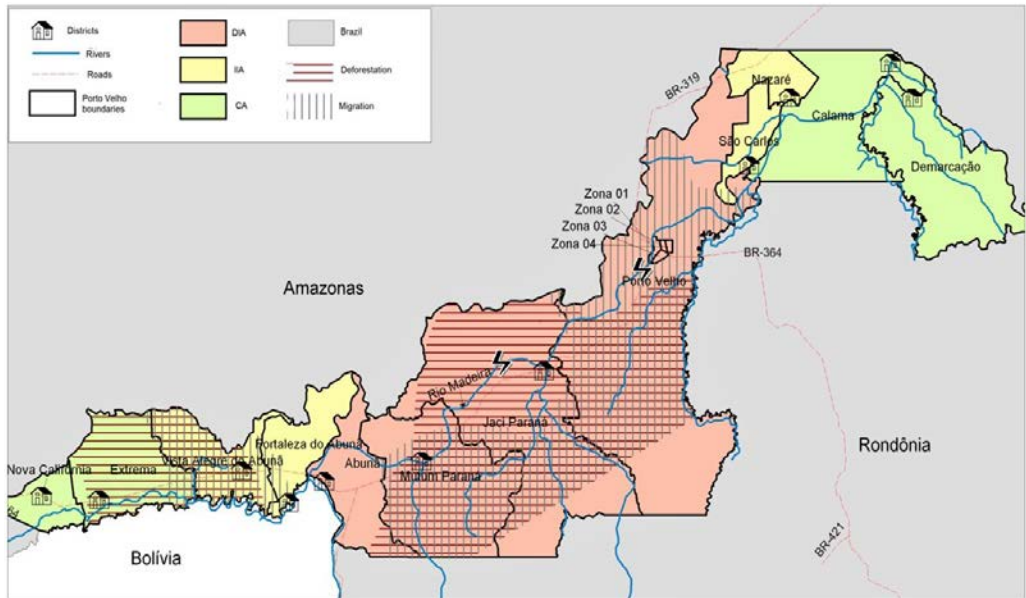 Districts
Rivers
Roads
Porto Velho
boundaries
DIA
IIA
CA
Brazil
Deforestation
Migration
BR-319
Nazaré
Calama
São Carlos
Demarcação
Zona 01
Zona 02
Zona 03
Zona 04
BR-364
Porto Velho
Amazonas
Rio Madeira
Jaci Paraná
Rondônia
Fortaleza do Abunã
Vista Alegre do Abunã
Abunã
Nova Califórnia
Extrema
Mutum Paraná
64
Bolívia
BR-421